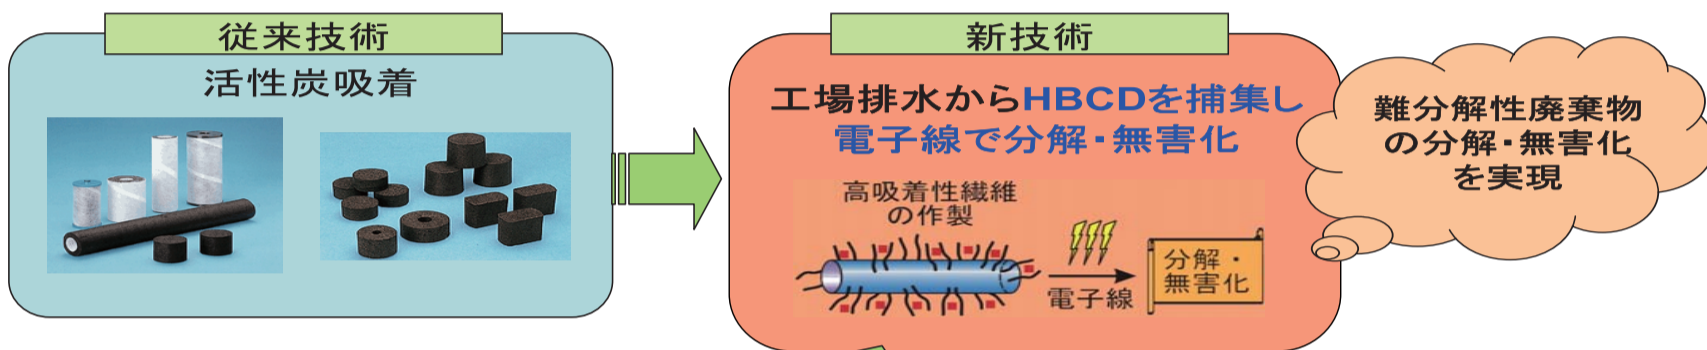 従来技術
活性炭吸着
新技術
工場排水からHBCDを捕集し
電子線で分解・無害化
高吸着性繊維
の作製
電子線
分解・
無害化
難分解性廃棄物
の分解・無害化
を実現